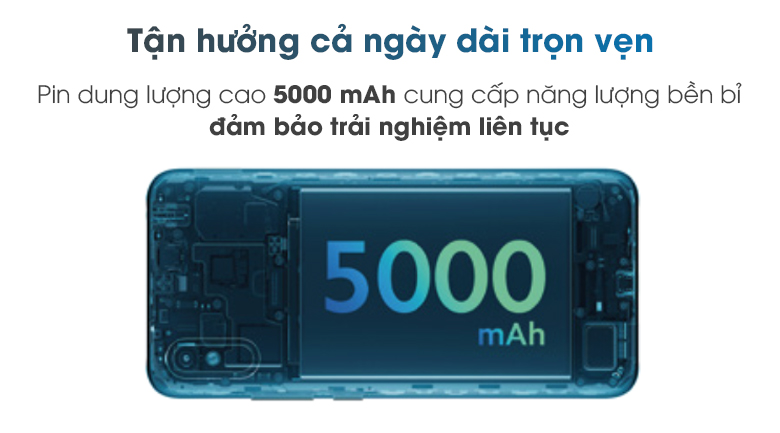 Tận hưởng cả ngày dài trọn vẹn
Pin dung lượng cao 5000 mAh cung cấp năng lượng bền bỉ
đảm bảo trải nghiệm liên tục
5000
mAh